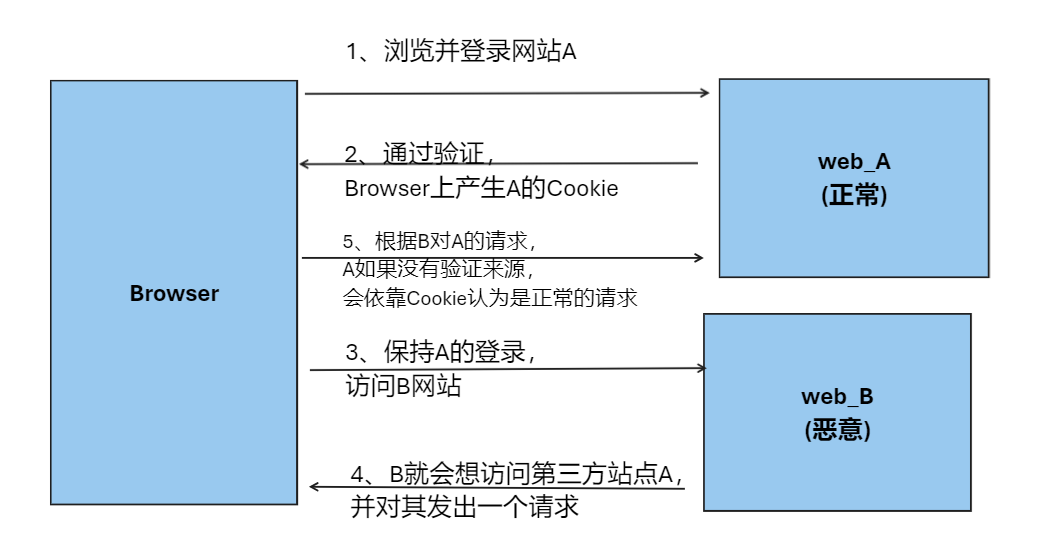 1、浏览并登录网站A
2、通过验证，
Browser上产生A的Cookie
web_A
(正常)
5、根据B对A的请求，
A如果没有验证来源，
会依靠Cookie认为是正常的请求
Browser
3、保持A的登录，
访问B网站
web_B
(恶意)
4、B就会想访问第三方站点A，
并对其发出一个请求